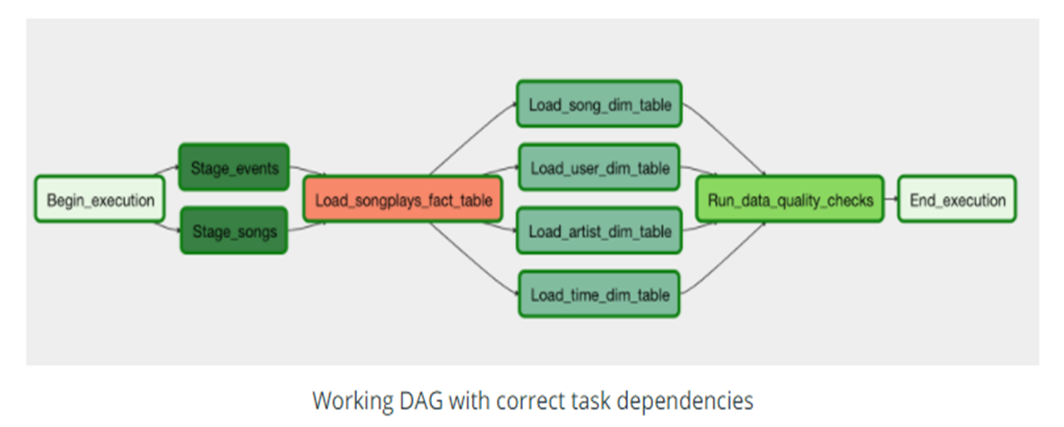 Begin_execution
Stage_events
Stage_songs
Load_songplays_fact_table
Load_song_dim_table
Load_user_dim_table
Load_artist_dim_table
Load_time_dim_table
Run_data_quality_checks
End_execution
Working DAG with correct task dependencies